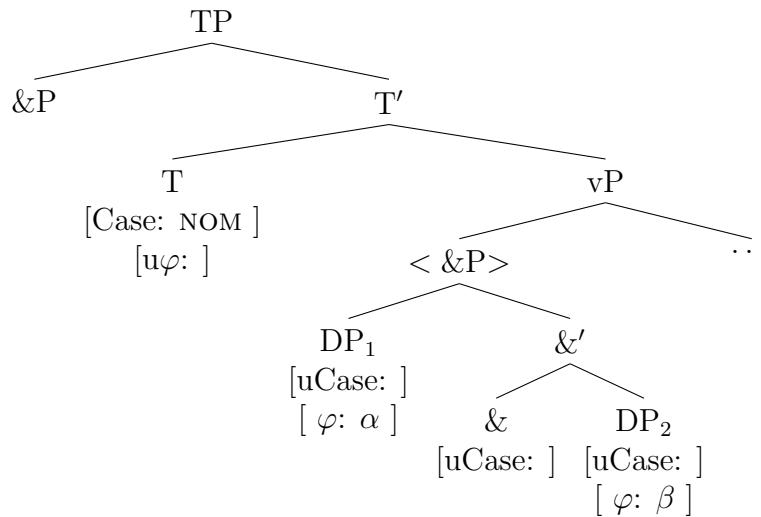 TP
&P T′
T vP
[Case: NOM ]
[uφ: ]
< &P> . .
DP₁ &′
[uCase: ]
[ φ: α ]
& DP₂
[uCase: ] [uCase: ]
[ φ: β ]